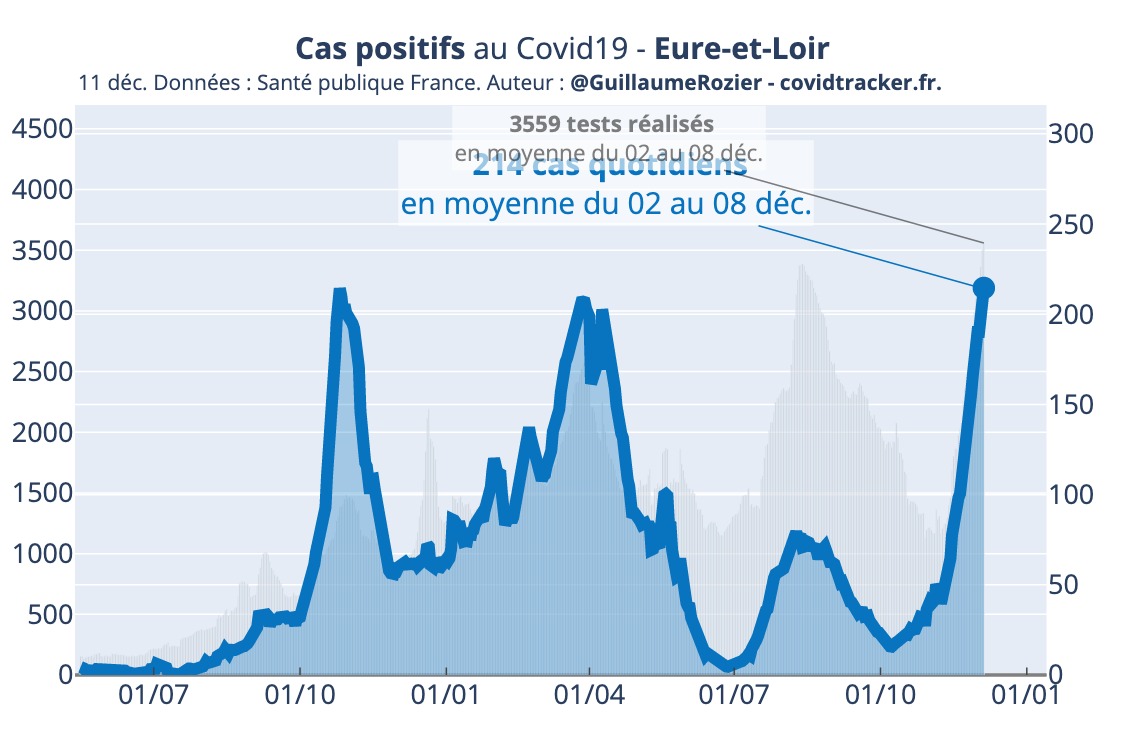 Cas positifs au Covid19 - Eure-et-Loir
11 déc. Données : Santé publique France. Auteur : @GuillaumeRozier - covidtracker.fr.
3559 tests réalisés
en moyenne du 02 au 08 déc.
214 cas quotidiens
en moyenne du 02 au 08 déc.
4500
4000
3500
3000
2500
2000
1500
1000
500
0
300
250
200
150
100
50
0
01/07 01/10 01/01 01/04 01/07 01/10 01/01